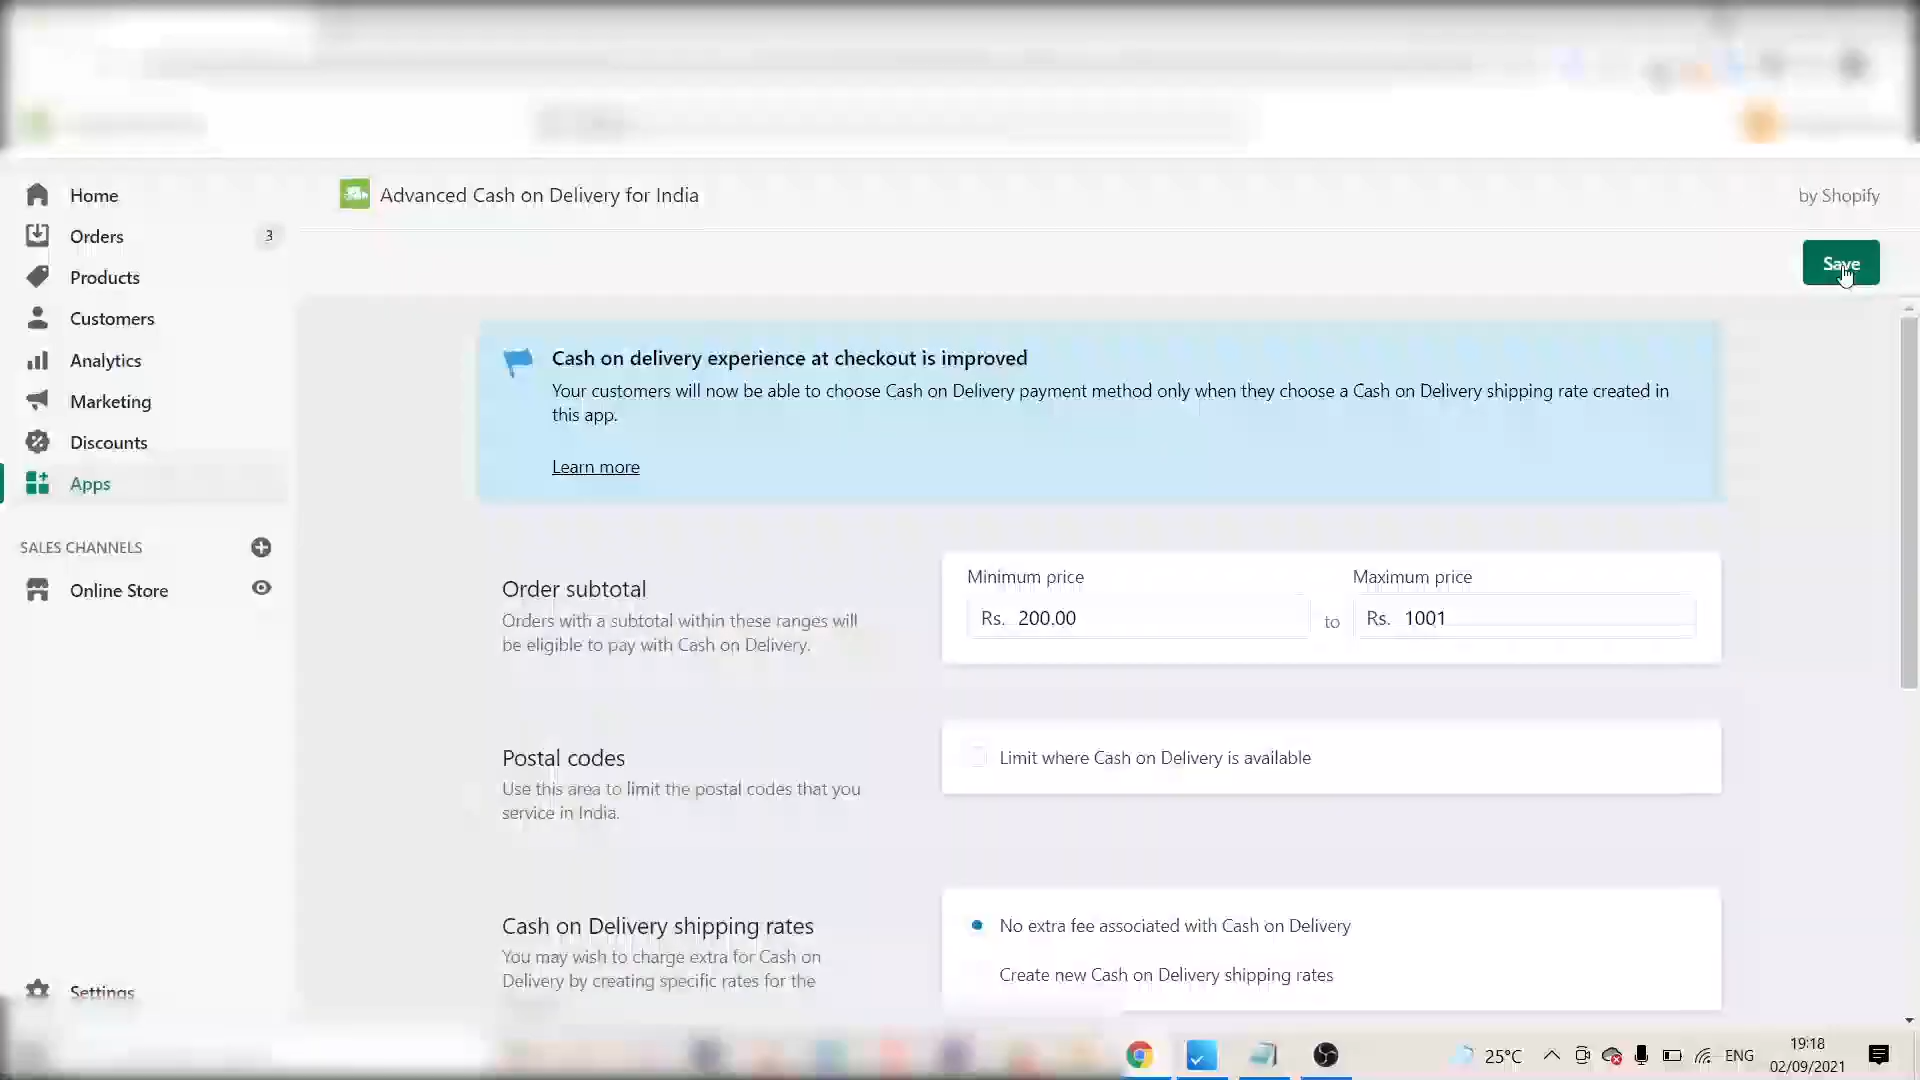 Home
Orders 3
Products
Customers
Analytics
Marketing
Discounts
Apps
SALES CHANNELS
Online Store
Settings
Advanced Cash on Delivery for India
by Shopify
Save
Cash on delivery experience at checkout is improved
Your customers will now be able to choose Cash on Delivery payment method only when they choose a Cash on Delivery shipping rate created in
this app.
Learn more
Order subtotal
Orders with a subtotal within these ranges will
be eligible to pay with Cash on Delivery.
Minimum price
Rs. 200.00
to
Maximum price
Rs. 1001
Postal codes
Use this area to limit the postal codes that you
service in India.
Limit where Cash on Delivery is available
Cash on Delivery shipping rates
You may wish to charge extra for Cash on
Delivery by creating specific rates for the
No extra fee associated with Cash on Delivery
Create new Cash on Delivery shipping rates
25°C
ENG
19:18
02/09/2021